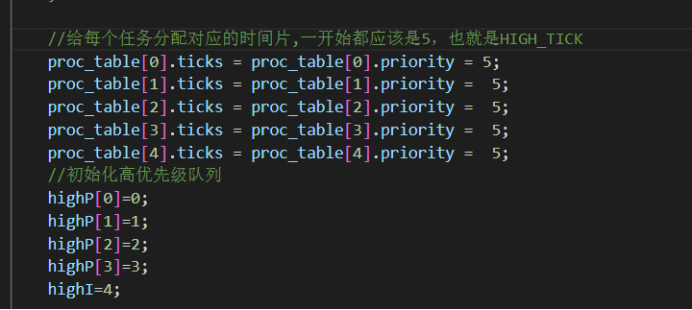 //给每个任务分配对应的时间片,一开始都应该是5，也就是HIGH_TICK
proc_table[0].ticks = proc_table[0].priority = 5;
proc_table[1].ticks = proc_table[1].priority =  5;
proc_table[2].ticks = proc_table[2].priority =  5;
proc_table[3].ticks = proc_table[3].priority =  5;
proc_table[4].ticks = proc_table[4].priority =  5;
//初始化高优先级队列
highP[0]=0;
highP[1]=1;
highP[2]=2;
highP[3]=3;
highI=4;